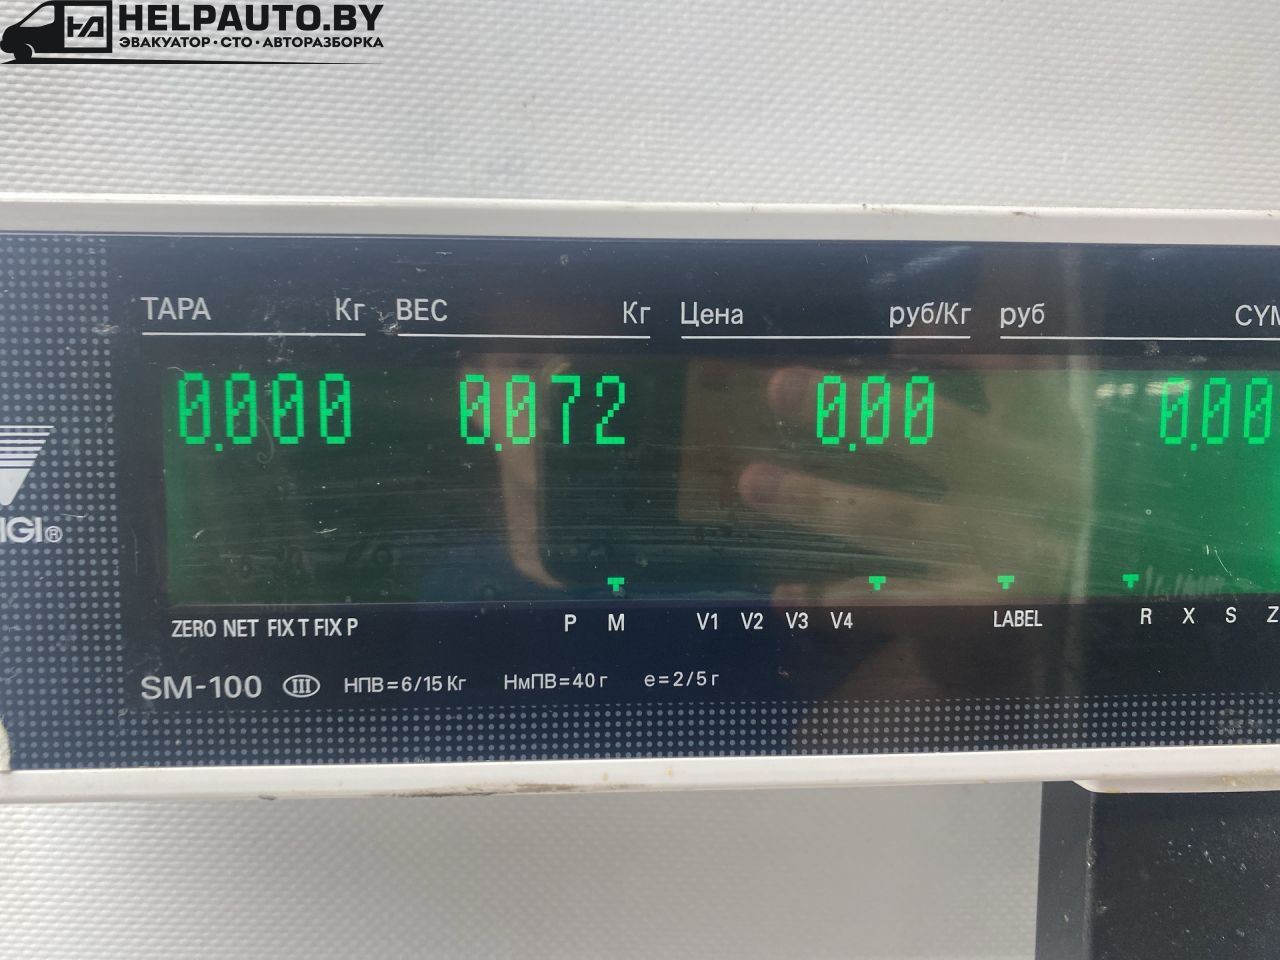 HELPAUTO.BY
ЭВАКУАТОР·СТО·АВТОРАЗБОРКА
ТАРА Кг ВЕС Кг Цена руб/Кг руб
0.000 0.072 0.00 0.00
IGI®
ZERO NET FIX T FIX P P M V1 V2 V3 V4 LABEL R X S Z
SM-100 III НПВ=6/15 Кг НмПВ=40 г e=2/5 г